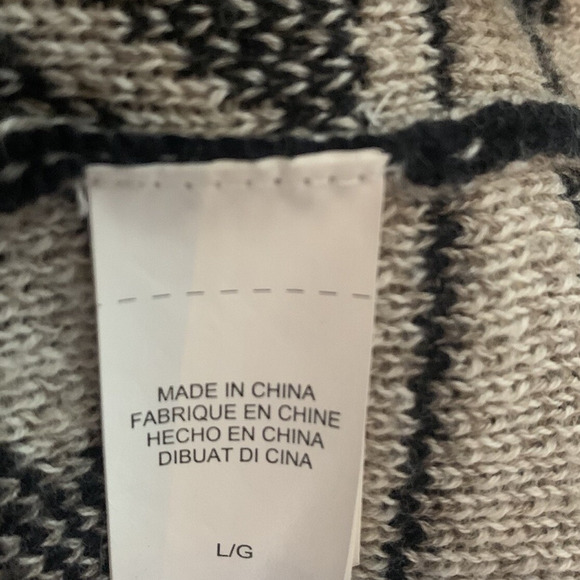 MADE IN CHINA
FABRIQUE EN CHINE
HECHO EN CHINA
DIBUAT DI CINA
L/G